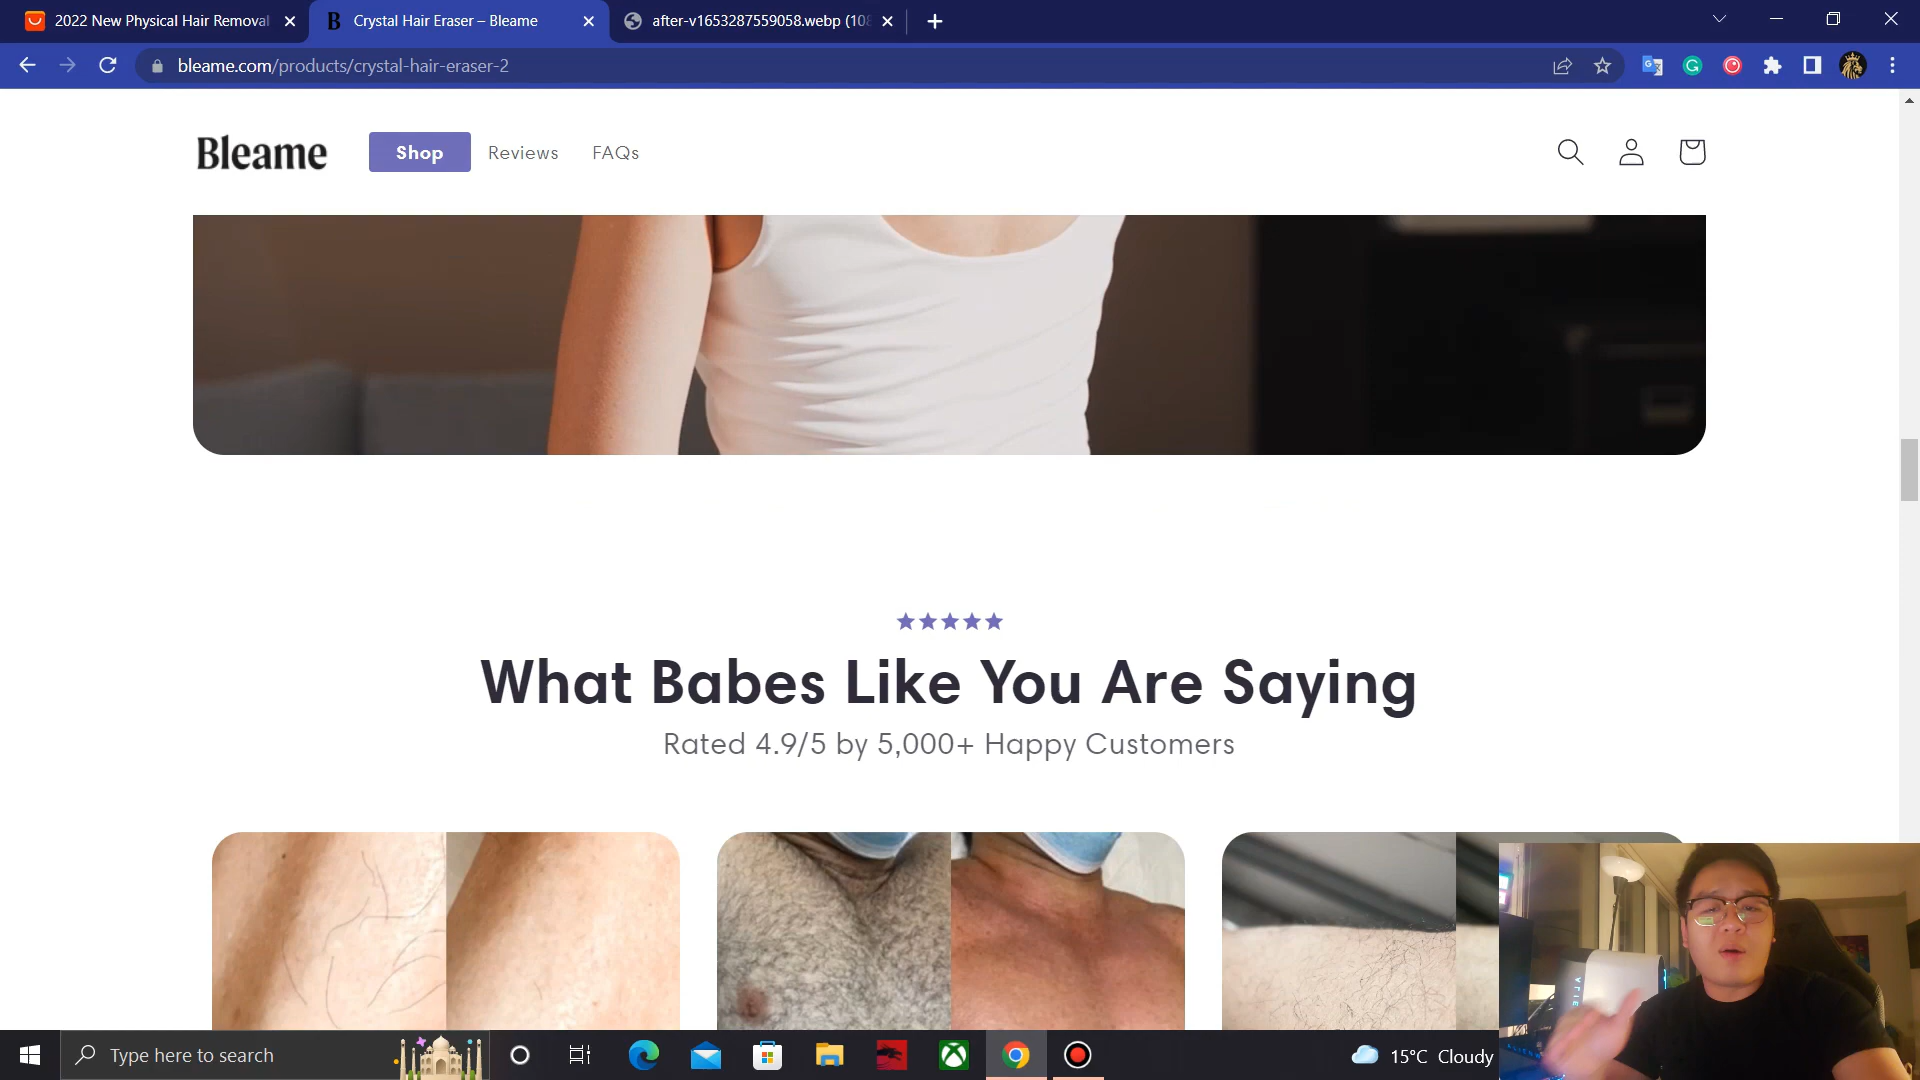 2022 New Physical Hair Removal
Crystal Hair Eraser – Bleame
after-v1653287559058.webp (108
bleame.com/products/crystal-hair-eraser-2
Bleame
Shop
Reviews
FAQs
★★★★★
What Babes Like You Are Saying
Rated 4.9/5 by 5,000+ Happy Customers
Type here to search
15°C Cloudy